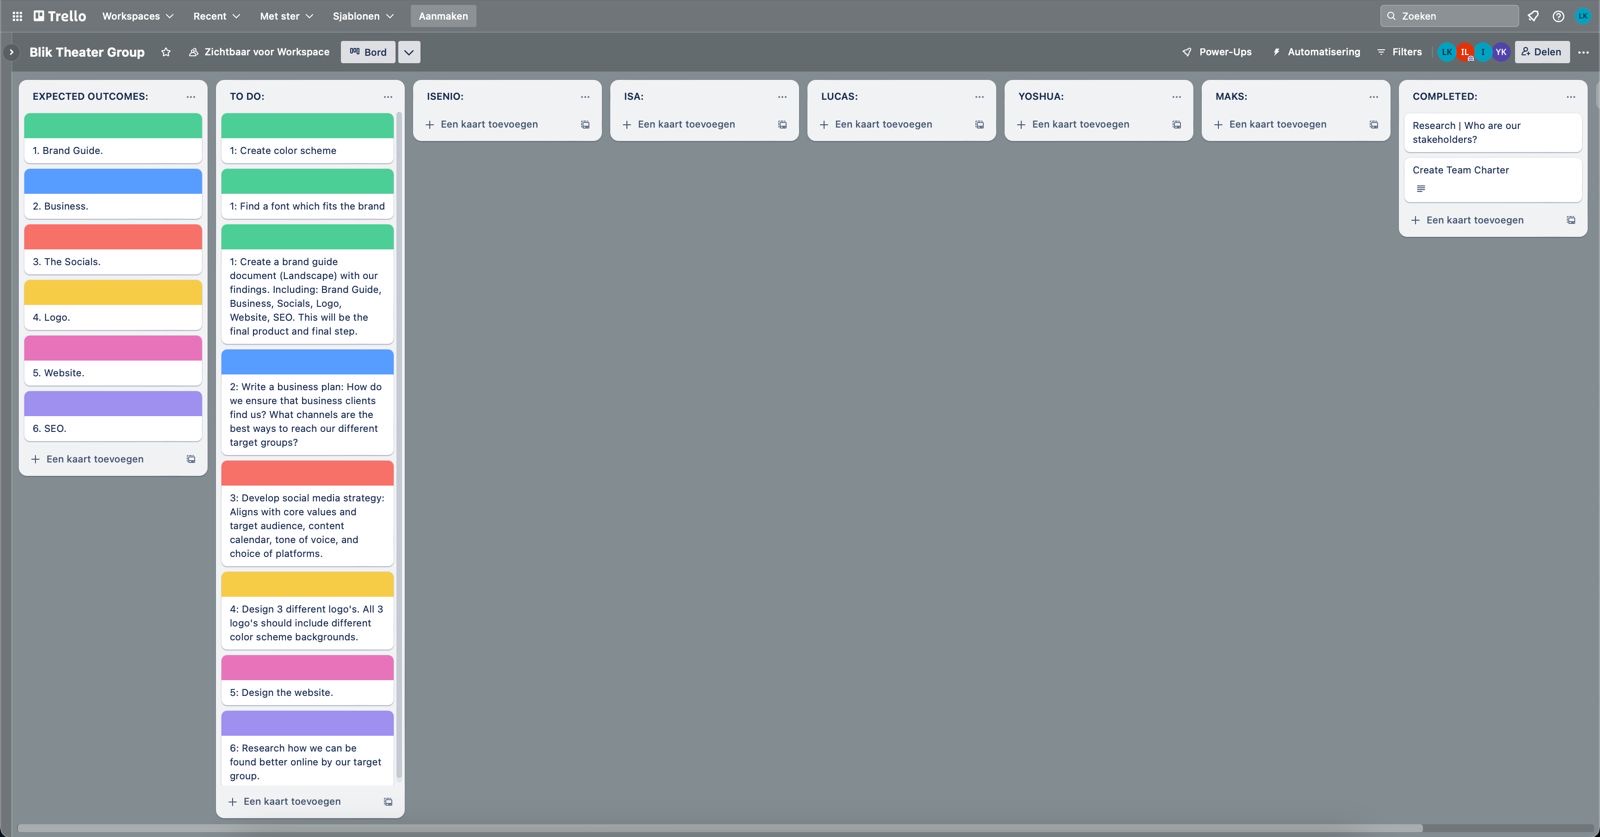 Trello
Workspaces
Recent
Met ster
Sjablonen
Aanmaken
Zoeken
LK
Blik Theater Group
Zichtbaar voor Workspace
Bord
Power-Ups
Automatisering
Filters
LK
IL
I
YK
Delen
EXPECTED OUTCOMES:
1. Brand Guide.
2. Business.
3. The Socials.
4. Logo.
5. Website.
6. SEO.
+ Een kaart toevoegen
TO DO:
1: Create color scheme
1: Find a font which fits the brand
1: Create a brand guide
document (Landscape) with our
findings. Including: Brand Guide,
Business, Socials, Logo,
Website, SEO. This will be the
final product and final step.
2: Write a business plan: How do
we ensure that business clients
find us? What channels are the
best ways to reach our different
target groups?
3: Develop social media strategy:
Aligns with core values and
target audience, content
calendar, tone of voice, and
choice of platforms.
4: Design 3 different logo's. All 3
logo's should include different
color scheme backgrounds.
5: Design the website.
6: Research how we can be
found better online by our target
group.
+ Een kaart toevoegen
ISENIO:
+ Een kaart toevoegen
ISA:
+ Een kaart toevoegen
LUCAS:
+ Een kaart toevoegen
YOSHUA:
+ Een kaart toevoegen
MAKS:
+ Een kaart toevoegen
COMPLETED:
Research | Who are our
stakeholders?
Create Team Charter
+ Een kaart toevoegen